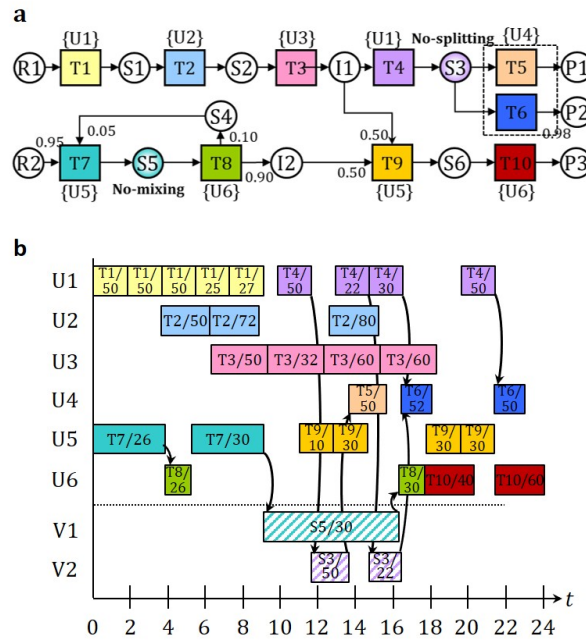 a
{U1} {U2} {U3} {U1} No-splitting {U4}
R1 T1 S1 T2 S2 T3 I1 T4 S3 T5 P1
S4 T6 P2
0.95 0.05 0.10 0.50 0.98
R2 T7 S5 T8 I2 T9 S6 T10 P3
{U5} No-mixing {U6} 0.90 0.50 {U5} {U6}
b
U1 T1/50 T1/50 T1/50 T1/25 T1/27 T4/50 T4/22 T4/30 T4/50
U2 T2/50 T2/72 T2/80
U3 T3/50 T3/32 T3/60 T3/60
U4 T5/50 T6/52 T6/50
U5 T7/26 T7/30 T9/10 T9/30 T9/30 T9/30
U6 T8/26 T8/30 T10/40 T10/60
V1 S5/30
V2 S3/50 S3/22
0 2 4 6 8 10 12 14 16 18 20 22 24 t